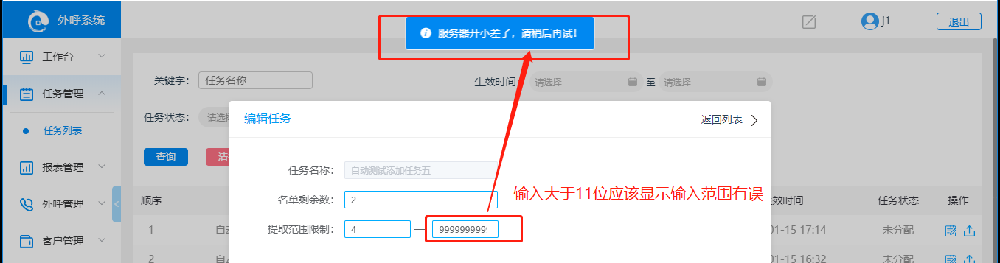 外呼系统
服务器开小差了，请稍后再试！
j1
退出
工作台
关键字： 任务名称
生效时间： 请选择 至 请选择
任务管理
任务状态： 请选
编辑任务
返回列表
任务列表
查询
清
任务名称： 自动测试添加任务五
报表管理
输入大于11位应该显示输入范围有误
顺序
名单剩余数： 2
效时间
任务状态
操作
外呼管理
提取范围限制： 4 — 999999999
1
自
01-15 17:14
未分配
客户管理
2
自
01-15 16:32
未分配